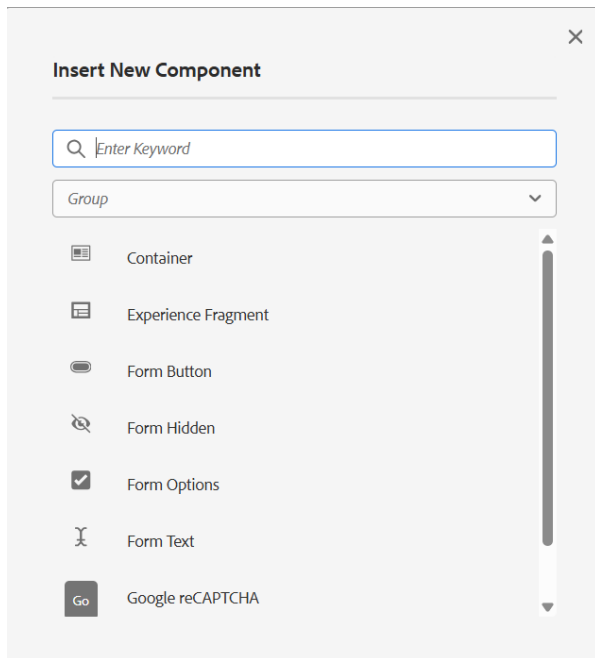 Insert New Component
Enter Keyword
Group
Container
Experience Fragment
Form Button
Form Hidden
Form Options
Form Text
Go Google reCAPTCHA